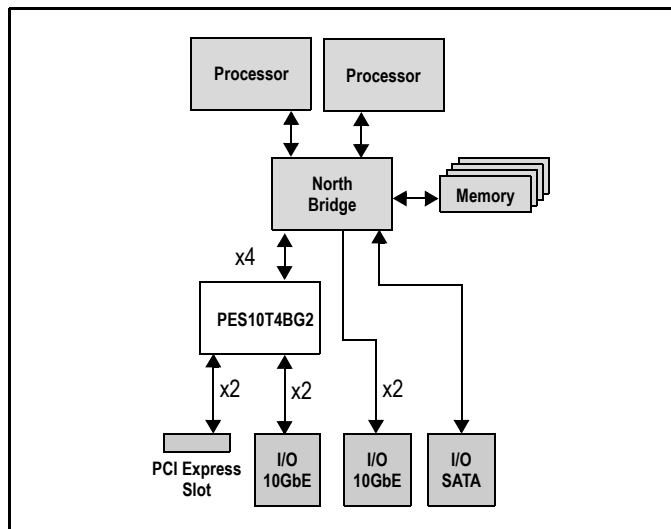 Processor
Processor
North
Bridge
Memory
x4
PES10T4BG2
x2
x2
x2
PCI Express
Slot
I/O
10GbE
I/O
10GbE
I/O
SATA